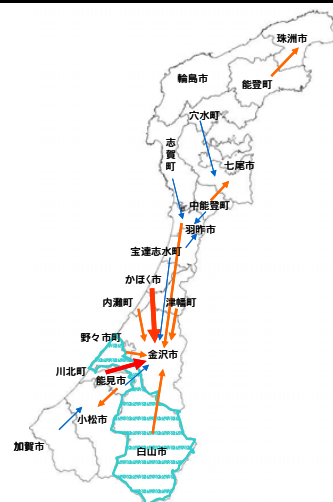 珠洲市
輪島市
能登町
穴水町
志賀町
七尾市
中能登町
羽昨市
宝達志水町
かほく市
内灘町
津幡町
野々市町
金沢市
川北町
能見市
小松市
加賀市
白山市